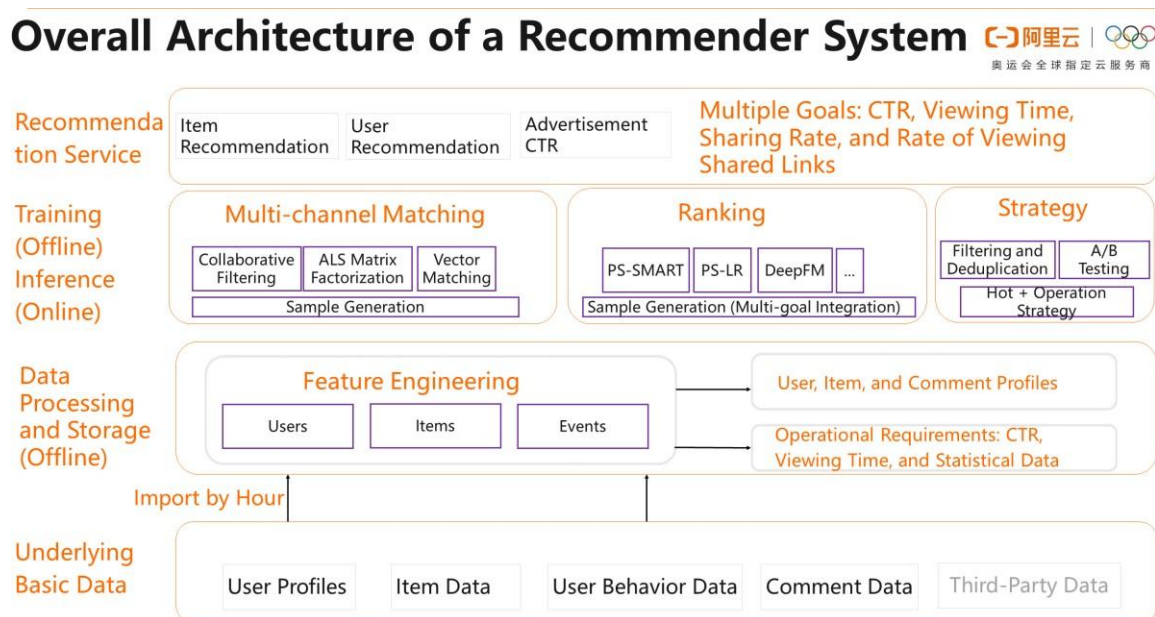 Overall Architecture of a Recommender System
阿里云
奥运会全球指定云服务商
Recommenda
tion Service
Item
Recommendation
User
Recommendation
Advertisement
CTR
Multiple Goals: CTR, Viewing Time,
Sharing Rate, and Rate of Viewing
Shared Links
Training
(Offline)
Inference
(Online)
Multi-channel Matching
Collaborative
Filtering
ALS Matrix
Factorization
Vector
Matching
Sample Generation
Ranking
PS-SMART
PS-LR
DeepFM
...
Sample Generation (Multi-goal Integration)
Strategy
Filtering and
Deduplication
A/B
Testing
Hot + Operation
Strategy
Data
Processing
and Storage
(Offline)
Feature Engineering
Users
Items
Events
User, Item, and Comment Profiles
Operational Requirements: CTR,
Viewing Time, and Statistical Data
Import by Hour
Underlying
Basic Data
User Profiles
Item Data
User Behavior Data
Comment Data
Third-Party Data